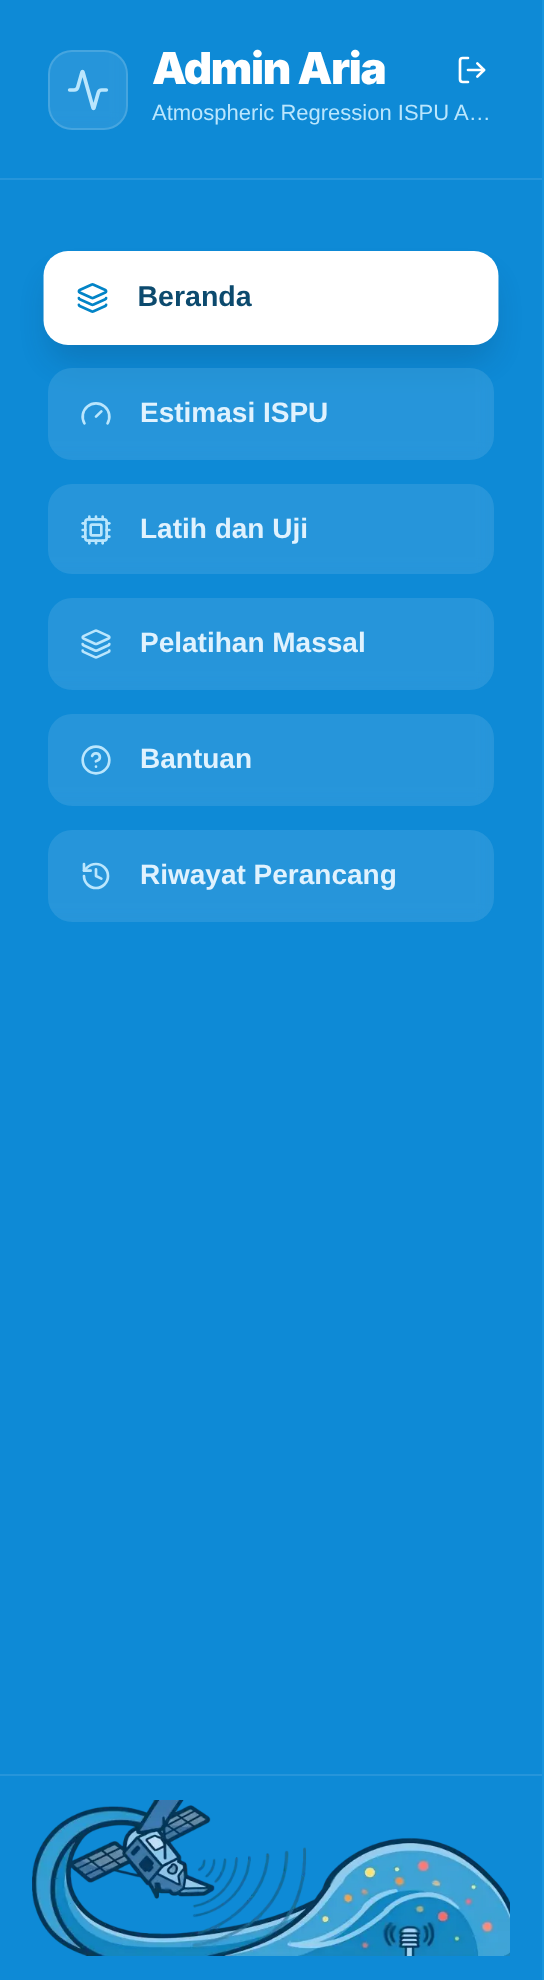 Admin Aria
Atmospheric Regression ISPU A...
Beranda
Estimasi ISPU
Latih dan Uji
Pelatihan Massal
Bantuan
Riwayat Perancang